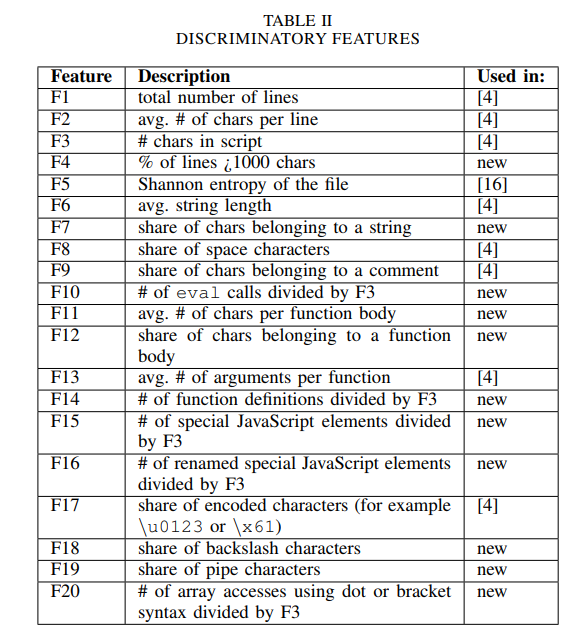 TABLE II
DISCRIMINATORY FEATURES
Feature Description Used in:
F1 total number of lines [4]
F2 avg. # of chars per line [4]
F3 # chars in script [4]
F4 % of lines ¿1000 chars new
F5 Shannon entropy of the file [16]
F6 avg. string length [4]
F7 share of chars belonging to a string new
F8 share of space characters [4]
F9 share of chars belonging to a comment [4]
F10 # of eval calls divided by F3 new
F11 avg. # of chars per function body new
F12 share of chars belonging to a function new
body
F13 avg. # of arguments per function [4]
F14 # of function definitions divided by F3 new
F15 # of special JavaScript elements divided new
by F3
F16 # of renamed special JavaScript elements new
divided by F3
F17 share of encoded characters (for example [4]
\u0123 or \x61)
F18 share of backslash characters new
F19 share of pipe characters new
F20 # of array accesses using dot or bracket new
syntax divided by F3